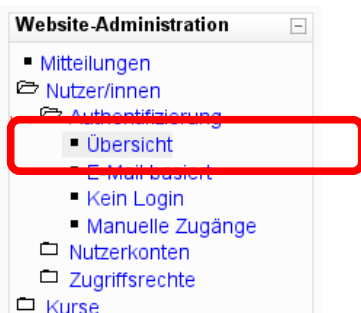 Website-Administration
Mitteilungen
Nutzer/innen
Authentifizierung
Übersicht
E-Mail basiert
Kein Login
Manuelle Zugänge
Nutzerkonten
Zugriffsrechte
Kurse